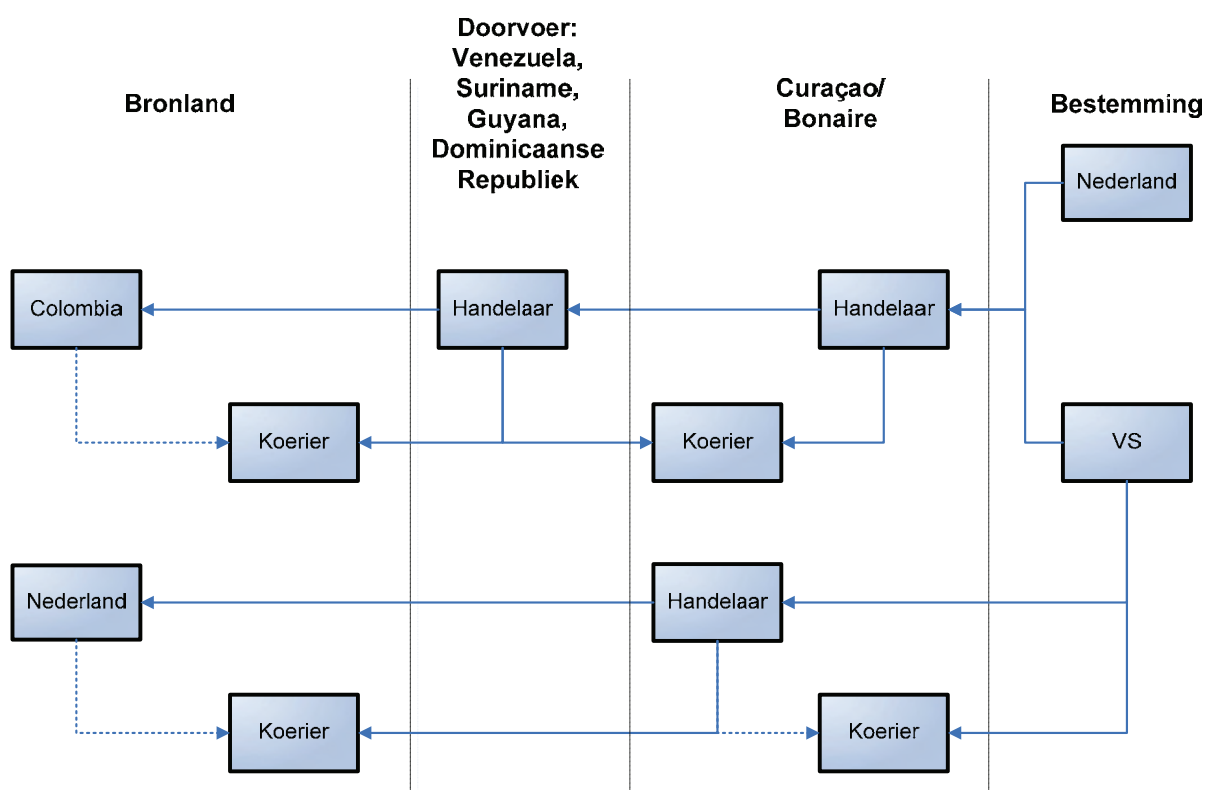 Bronland
Doorvoer:
Venezuela,
Suriname,
Guyana,
Dominicaanse
Republiek
Curaçao/
Bonaire
Bestemming
Nederland
Colombia
Handelaar
Handelaar
Koerier
Koerier
VS
Nederland
Handelaar
Koerier
Koerier